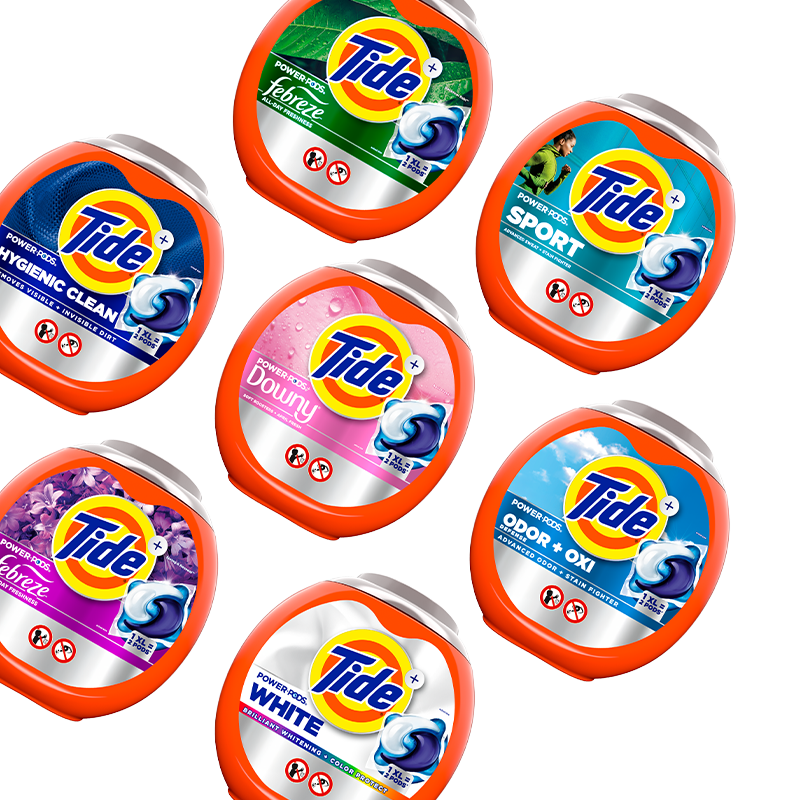 Tide+
POWER PODS
febreze
ALL-DAY FRESHNESS
1 XL =
2 PODS*
Tide+
POWER PODS
SPORT
ADVANCED SWEAT + STAIN FIGHTER
1 XL =
2 PODS*
Tide+
POWER PODS
HYGIENIC CLEAN
MOVES VISIBLE + INVISIBLE DIRT
1 XL =
2 PODS*
Tide+
POWER PODS
Downy
APRIL FRESH
1 XL =
2 PODS*
Tide+
POWER PODS
ODOR + OXI
DEFENSE
ADVANCED ODOR + STAIN FIGHTER
1 XL =
2 PODS*
Tide+
POWER PODS
febreze
DAY FRESHNESS
1 XL =
2 PODS*
Tide+
POWER PODS
WHITE
BRILLIANT WHITENING + COLOR PROTECT
1 XL =
2 PODS*